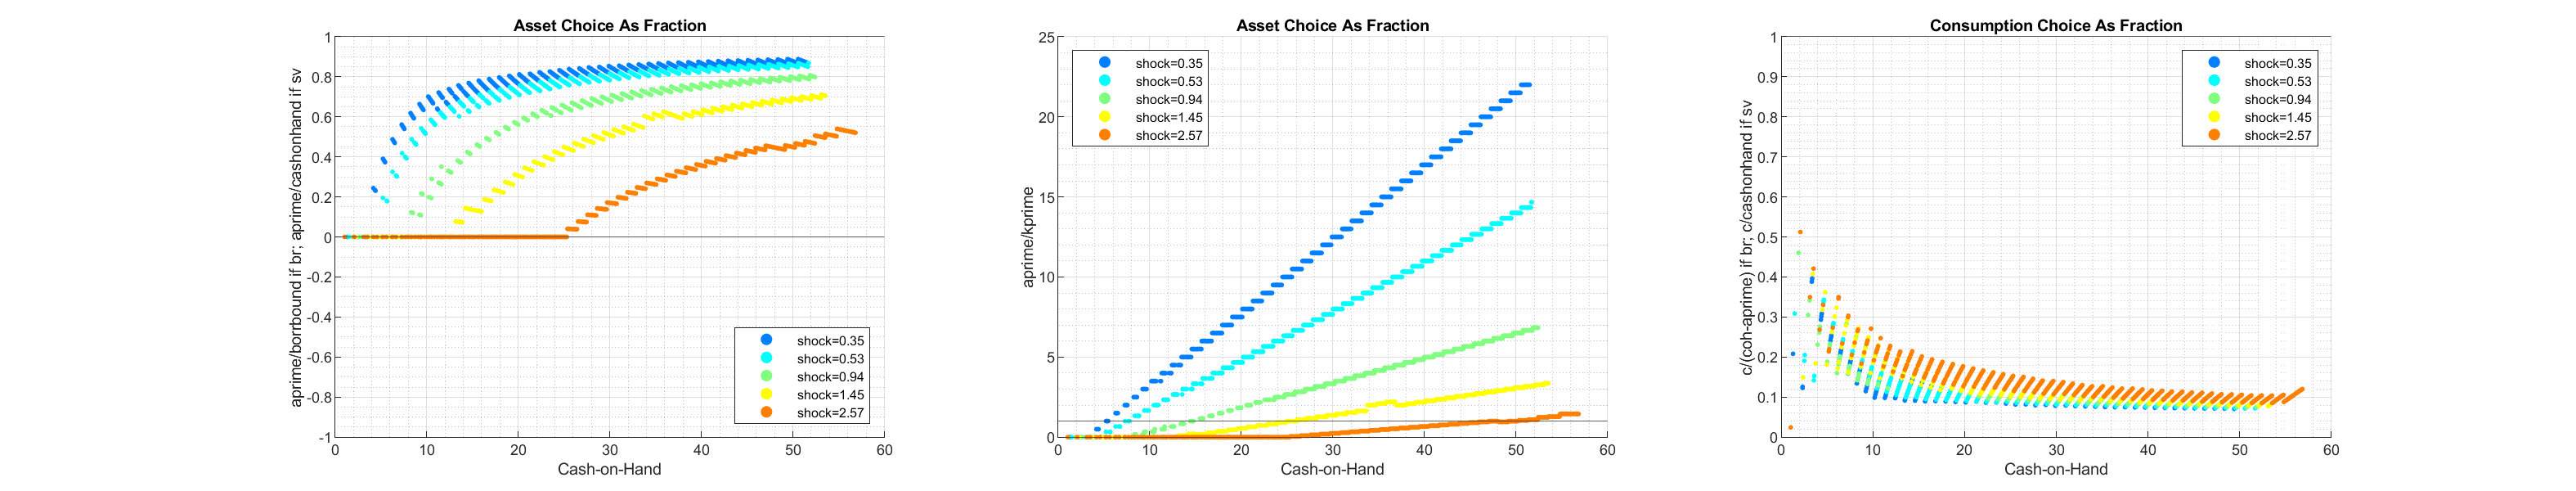 Asset Choice As Fraction
aprime/borrbound if br; aprime/cashonhand if sv
1
0.8
0.6
0.4
0.2
0
-0.2
-0.4
-0.6
-0.8
-1
shock=0.35
shock=0.53
shock=0.94
shock=1.45
shock=2.57
0 10 20 30 40 50 60
Cash-on-Hand
Asset Choice As Fraction
aprime/kprime
25
20
15
10
5
0
shock=0.35
shock=0.53
shock=0.94
shock=1.45
shock=2.57
0 10 20 30 40 50 60
Cash-on-Hand
Consumption Choice As Fraction
c/(coh-aprime) if br; c/cashonhand if sv
1
0.9
0.8
0.7
0.6
0.5
0.4
0.3
0.2
0.1
0
shock=0.35
shock=0.53
shock=0.94
shock=1.45
shock=2.57
0 10 20 30 40 50 60
Cash-on-Hand